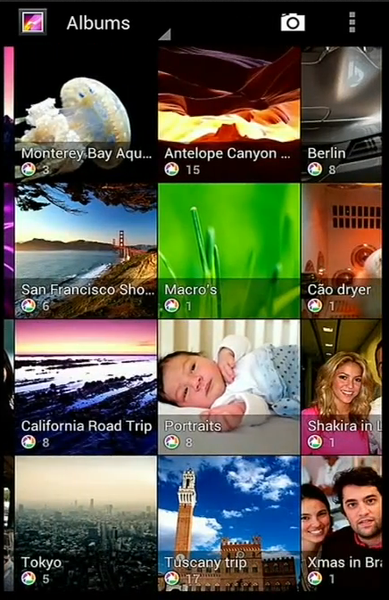 Albums
Monterey Bay Aqu...
3
Antelope Canyon ...
15
Berlin
8
San Francisco Sho...
6
Macro's
1
Cão dryer
1
California Road Trip
8
Portraits
8
Shakira in L
1
Tokyo
5
Tuscany trip
17
Xmas in Bra
1